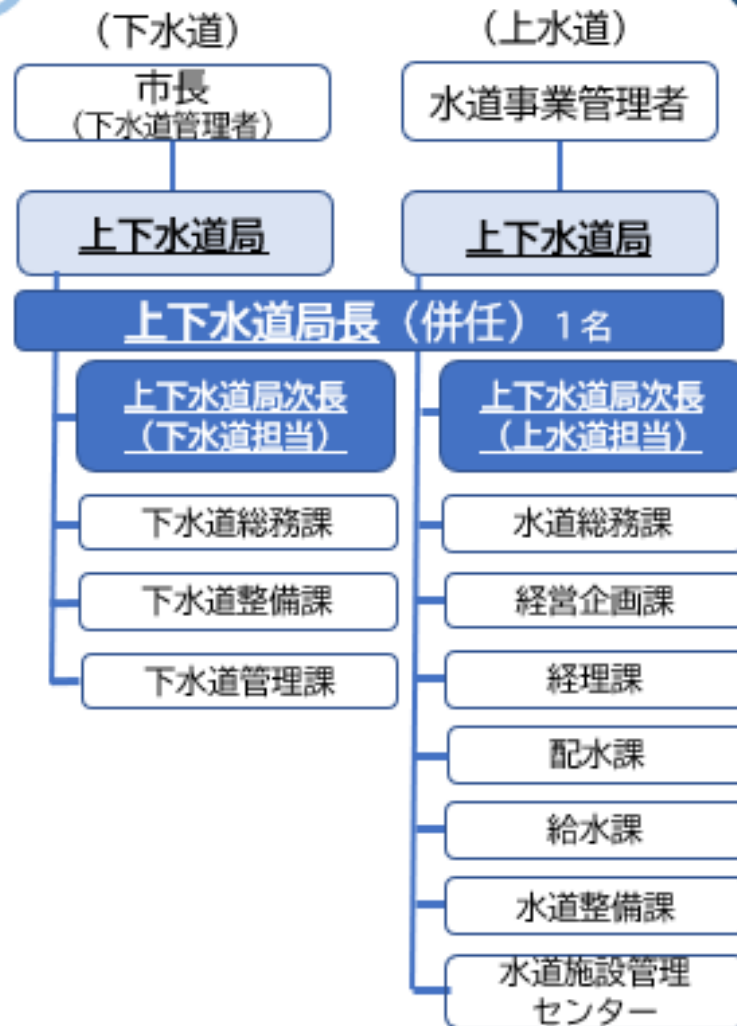 （下水道）
市長
（下水道管理者）
上下水道局
（上水道）
水道事業管理者
上下水道局
上下水道局長（併任）1名
上下水道局次長
（下水道担当）
下水道総務課
下水道整備課
下水道管理課
上下水道局次長
（上水道担当）
水道総務課
経営企画課
経理課
配水課
給水課
水道整備課
水道施設管理
センター